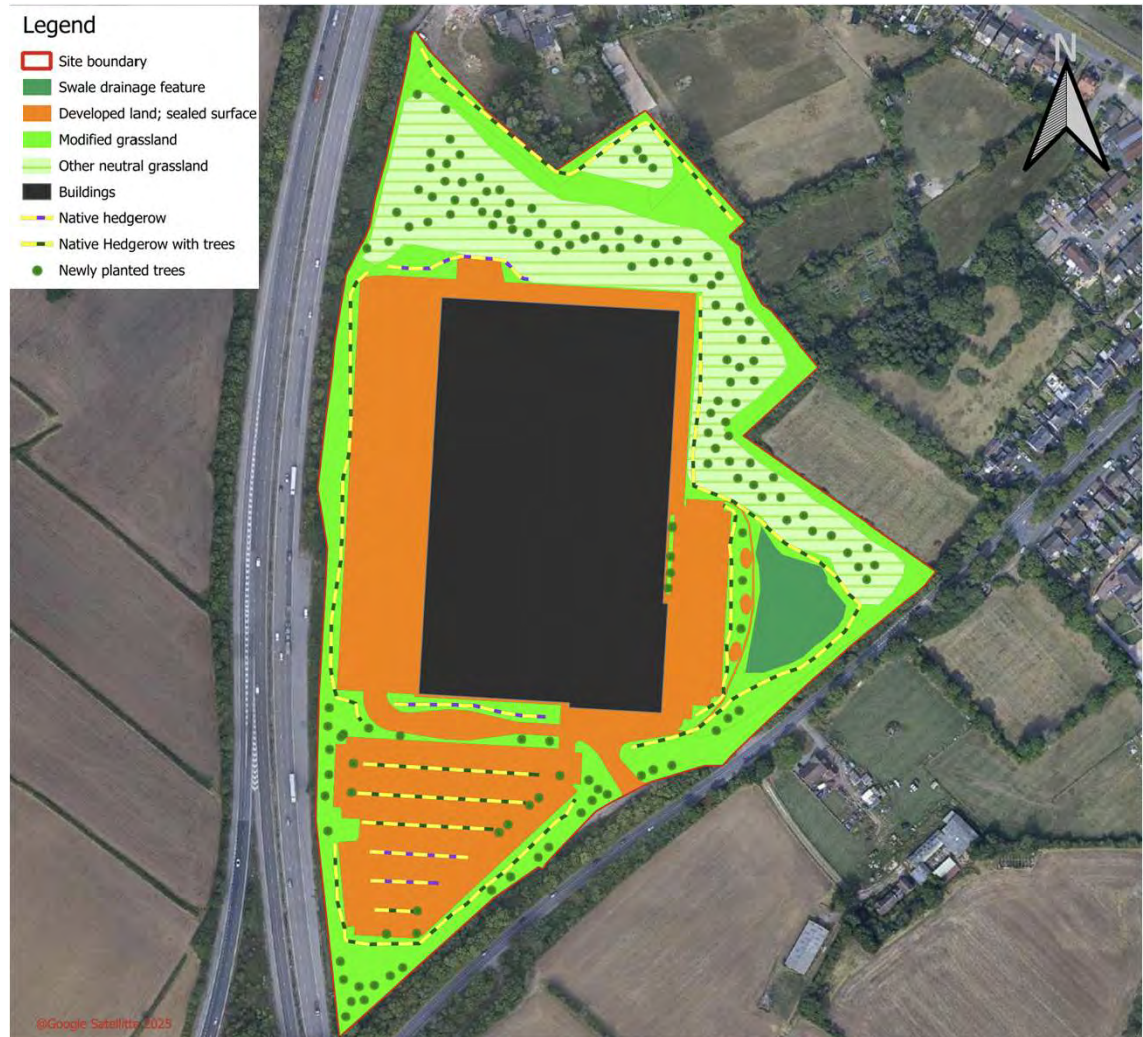 Legend
Site boundary
Swale drainage feature
Developed land; sealed surface
Modified grassland
Other neutral grassland
Buildings
Native hedgerow
Native Hedgerow with trees
Newly planted trees
N
@Google Satellitte 2025